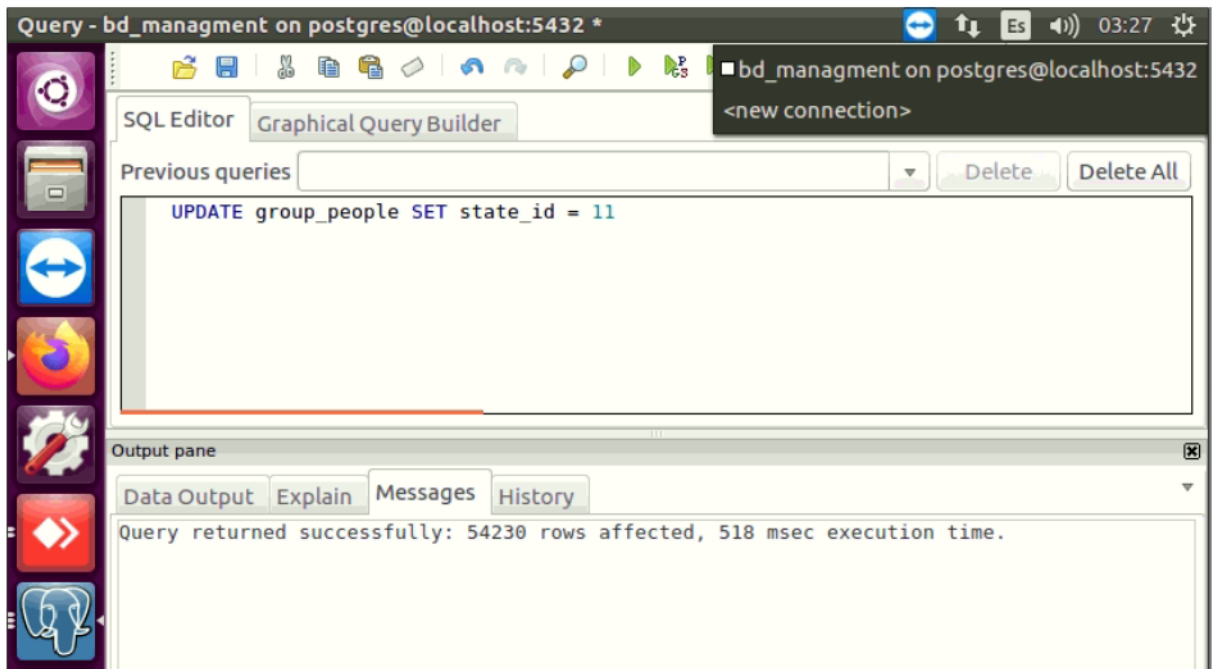 Query - bd_managment on postgres@localhost:5432 *
Es
03:27
bd_managment on postgres@localhost:5432
<new connection>
SQL Editor
Graphical Query Builder
Previous queries
Delete
Delete All
UPDATE group_people SET state_id = 11
Output pane
Data Output
Explain
Messages
History
Query returned successfully: 54230 rows affected, 518 msec execution time.